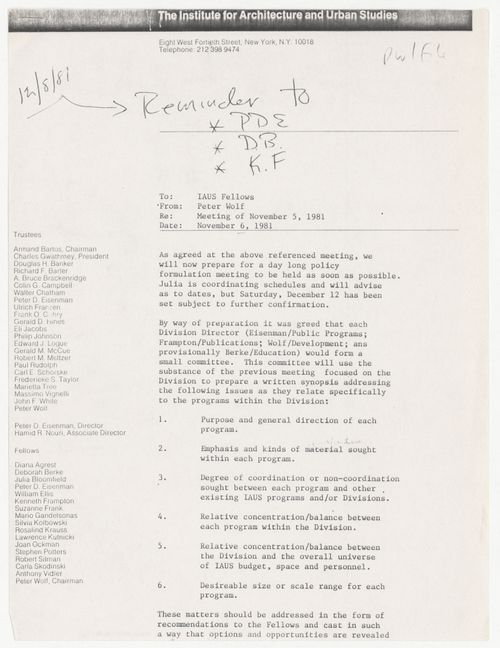 The Institute for Architecture and Urban Studies
Eight West Fortieth Street, New York, N.Y. 10018
Telephone: 212 398 9474
12/8/81
Reminder to
* PDE
* D.B.
* K.F
To: IAUS Fellows
From: Peter Wolf
Re: Meeting of November 5, 1981
Date: November 6, 1981
As agreed at the above referenced meeting, we
will now prepare for a day long policy
formulation meeting to be held as soon as possible.
Julia is coordinating schedules and will advise
as to dates, but Saturday, December 12 has been
set subject to further confirmation.
By way of preparation it was greed that each
Division Director (Eisenman/Public Programs;
Frampton/Publications; Wolf/Development; ans
provisionally Berke/Education) would form a
small committee. This committee will use the
substance of the previous meeting focused on the
Division to prepare a written synopsis addressing
the following issues as they relate specifically
to the programs within the Division:
1. Purpose and general direction of each
program.
2. Emphasis and kinds of material sought
within each program.
3. Degree of coordination or non-coordination
sought between each program and other
existing IAUS programs and/or Divisions.
4. Relative concentration/balance between
each program within the Division.
5. Relative concentration/balance between
the Division and the overall universe
of IAUS budget, space and personnel.
6. Desireable size or scale range for each
program.
These matters should be addressed in the form of
recommendations to the Fellows and cast in such
a way that options and opportunities are revealed
Trustees
Armand Bartos, Chairman
Charles Gwathmey, President
Douglas H. Banker
Richard F. Barter
A. Bruce Brackenridge
Colin G. Campbell
Walter Chatham
Peter D. Eisenman
Ulrich Franzen
Frank O. Gehry
Gerald D. Hines
Eli Jacobs
Philip Johnson
Edward J. Logue
Gerald M. McCue
Robert M. Meltzer
Paul Rudolph
Carl E. Schorske
Frederieke S. Taylor
Marietta Tree
Massimo Vignelli
John F. White
Peter Wolf
Peter D. Eisenman, Director
Hamid R. Nouri, Associate Director
Fellows
Diana Agrest
Deborah Berke
Julia Bloomfield
Peter D. Eisenman
William Ellis
Kenneth Frampton
Suzanne Frank
Mario Gandelsonas
Silvia Kolbowski
Rosalind Krauss
Lawrence Kutnicki
Joan Ockman
Stephen Potters
Robert Silman
Carla Skodinski
Anthony Vidler
Peter Wolf, Chairman